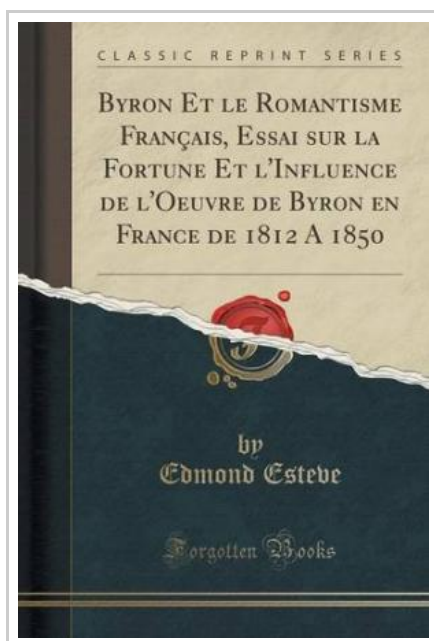 CLASSIC REPRINT SERIES
BYRON ET LE ROMANTISME
FRANÇAIS, ESSAI SUR LA
FORTUNE ET L'INFLUENCE
DE L'OEUVRE DE BYRON EN
FRANCE DE 1812 A 1850
by
Edmond Esteve
Forgotten Books